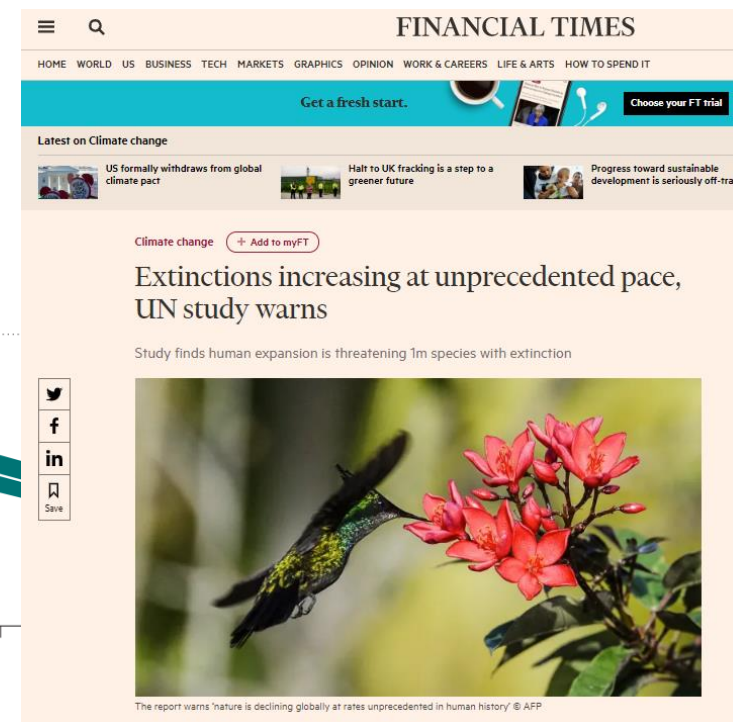 FINANCIAL TIMES
HOME WORLD US BUSINESS TECH MARKETS GRAPHICS OPINION WORK & CAREERS LIFE & ARTS HOW TO SPEND IT
Get a fresh start.
Choose your FT trial
Latest on Climate change
US formally withdraws from global
climate pact
Halt to UK fracking is a step to a
greener future
Progress toward sustainable
development is seriously off-tra
Climate change
+ Add to myFT
Extinctions increasing at unprecedented pace,
UN study warns
Study finds human expansion is threatening 1m species with extinction
f
in
Save
The report warns 'nature is declining globally at rates unprecedented in human history' © AFP